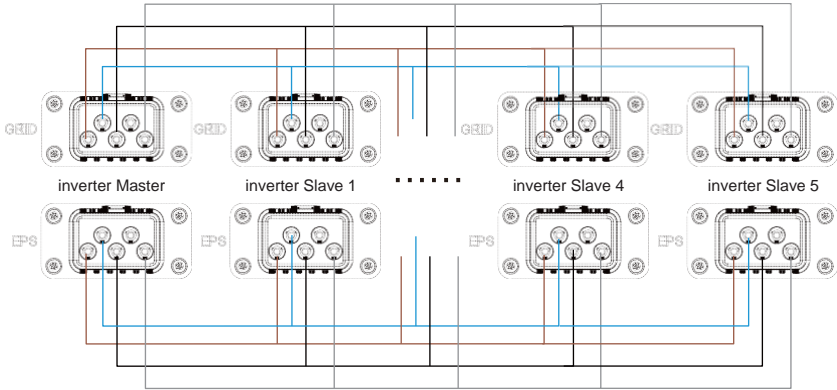 GRID GRID GRID GRID
inverter Master inverter Slave 1 ······ inverter Slave 4 inverter Slave 5
EPS EPS EPS EPS